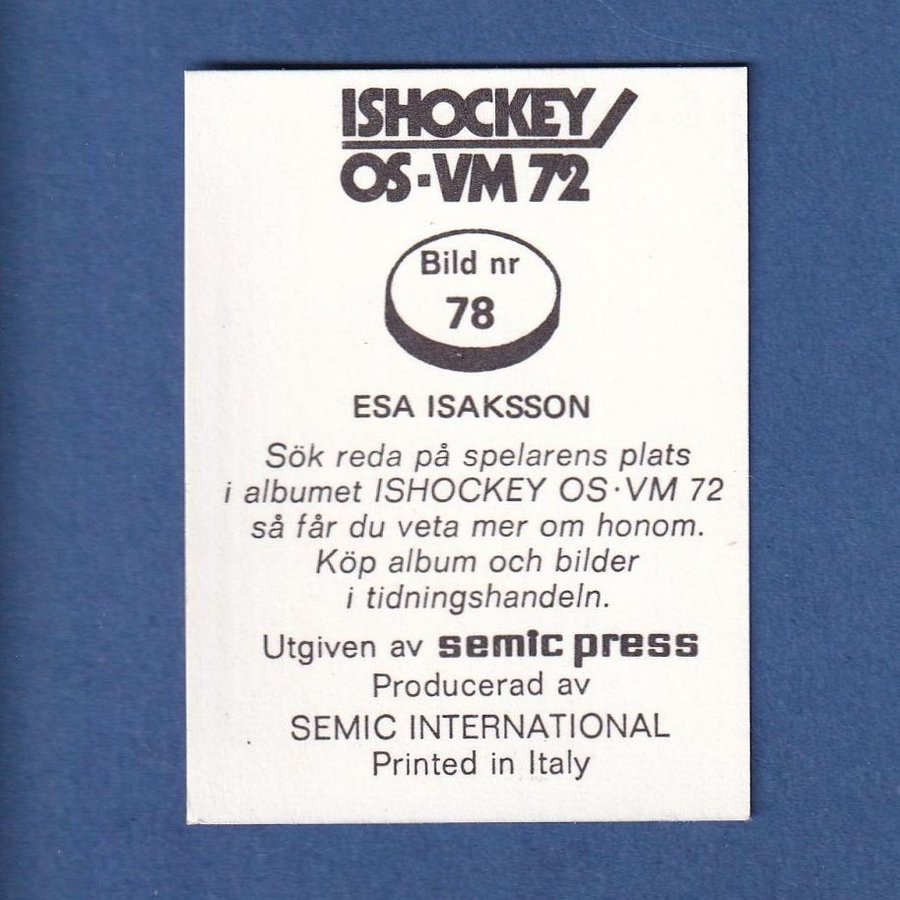 ISHOCKEY
OS·VM 72
Bild nr
78
ESA ISAKSSON
Sök reda på spelarens plats
i albumet ISHOCKEY OS·VM 72
så får du veta mer om honom.
Köp album och bilder
i tidningshandeln.
Utgiven av semic press
Producerad av
SEMIC INTERNATIONAL
Printed in Italy